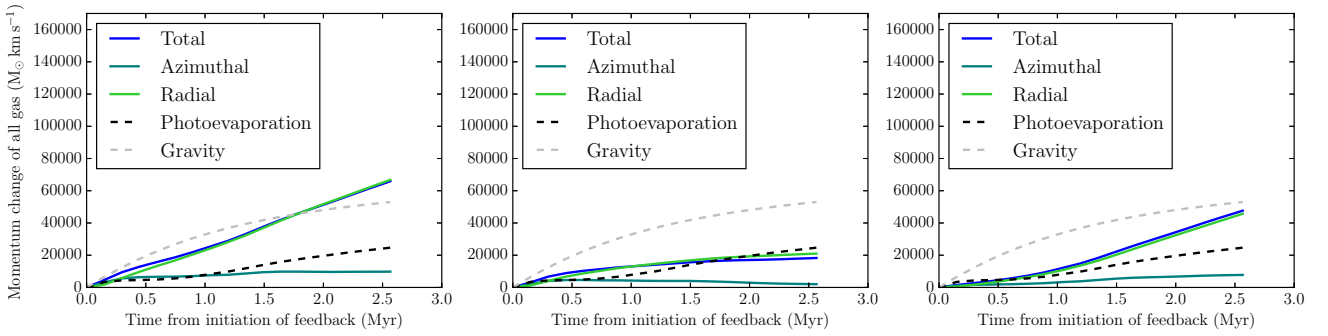 Momentum change of all gas (M⊙ km s⁻¹)
160000
140000
120000
100000
80000
60000
40000
20000
0
0.0 0.5 1.0 1.5 2.0 2.5 3.0
Time from initiation of feedback (Myr)
Total
Azimuthal
Radial
Photoevaporation
Gravity
160000
140000
120000
100000
80000
60000
40000
20000
0
0.0 0.5 1.0 1.5 2.0 2.5 3.0
Time from initiation of feedback (Myr)
Total
Azimuthal
Radial
Photoevaporation
Gravity
160000
140000
120000
100000
80000
60000
40000
20000
0
0.0 0.5 1.0 1.5 2.0 2.5 3.0
Time from initiation of feedback (Myr)
Total
Azimuthal
Radial
Photoevaporation
Gravity